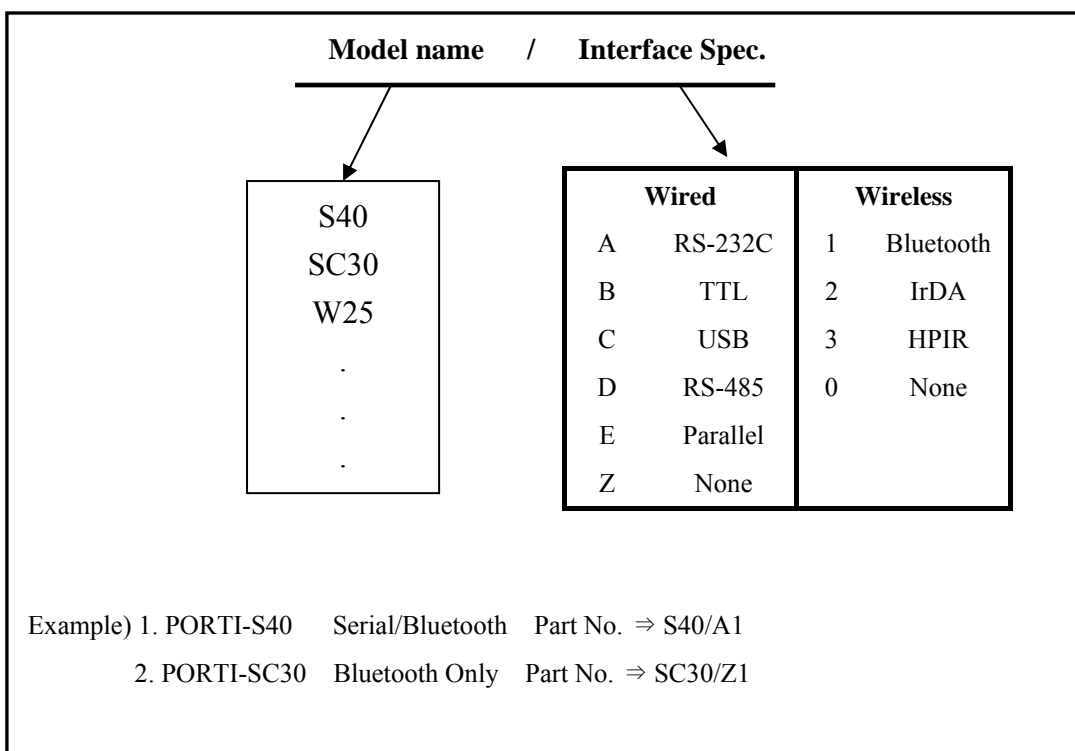 Model name / Interface Spec.
S40
SC30
W25
.
.
.
Wired Wireless
A RS-232C 1 Bluetooth
B TTL 2 IrDA
C USB 3 HPIR
D RS-485 0 None
E Parallel
Z None
Example) 1. PORTI-S40 Serial/Bluetooth Part No. ⇒ S40/A1
2. PORTI-SC30 Bluetooth Only Part No. ⇒ SC30/Z1